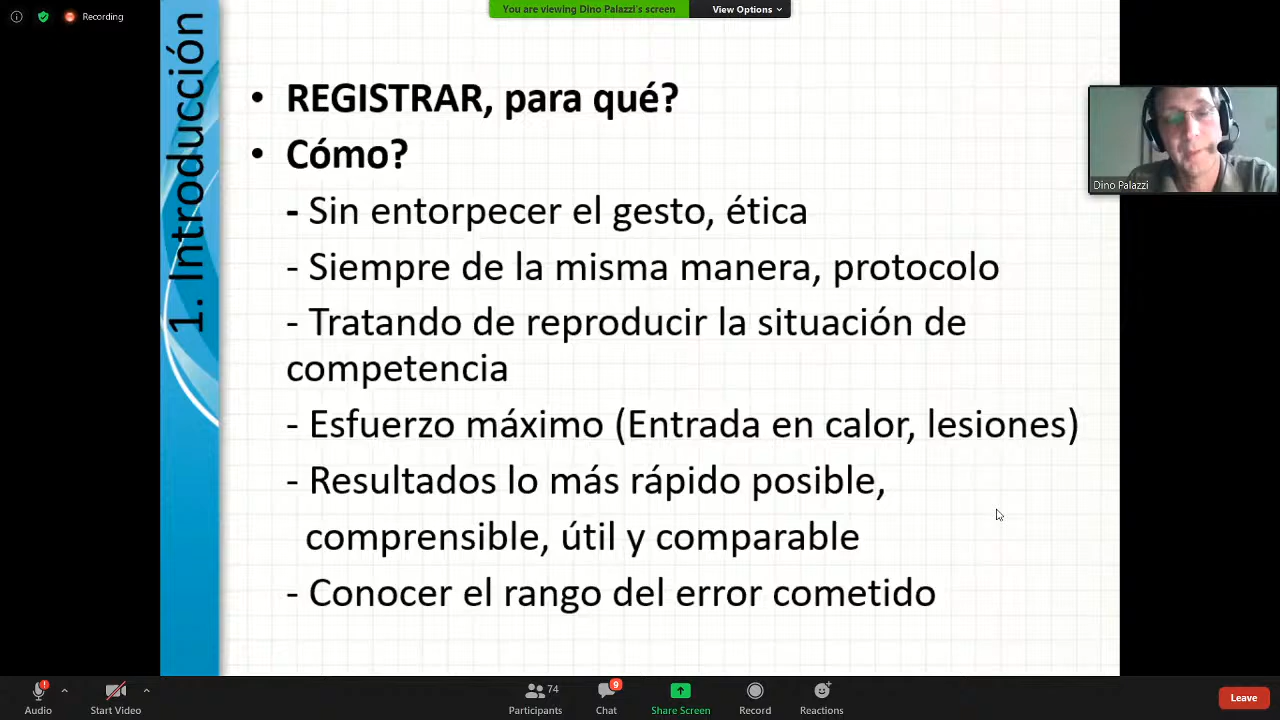 Recording
You are viewing Dino Palazzi's screen
View Options
1. Introducción
• REGISTRAR, para qué?
• Cómo?
- Sin entorpecer el gesto, ética
- Siempre de la misma manera, protocolo
- Tratando de reproducir la situación de
competencia
- Esfuerzo máximo (Entrada en calor, lesiones)
- Resultados lo más rápido posible,
comprensible, útil y comparable
- Conocer el rango del error cometido
Dino Palazzi
Audio
Start Video
74
Participants
9
Chat
Share Screen
Record
Reactions
Leave